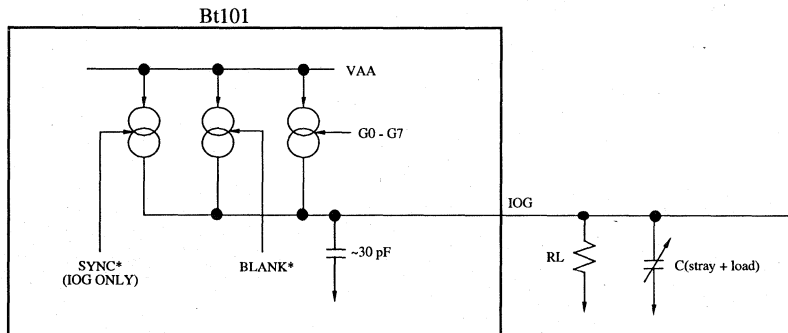 Bt101
VAA
G0 - G7
IOG
SYNC*
(IOG ONLY)
BLANK*
~30 pF
RL
C(stray + load)